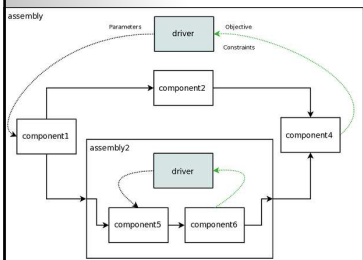 assembly
Parameters
driver
Objective
Constraints
component2
component1
component4
assembly2
driver
component5
component6